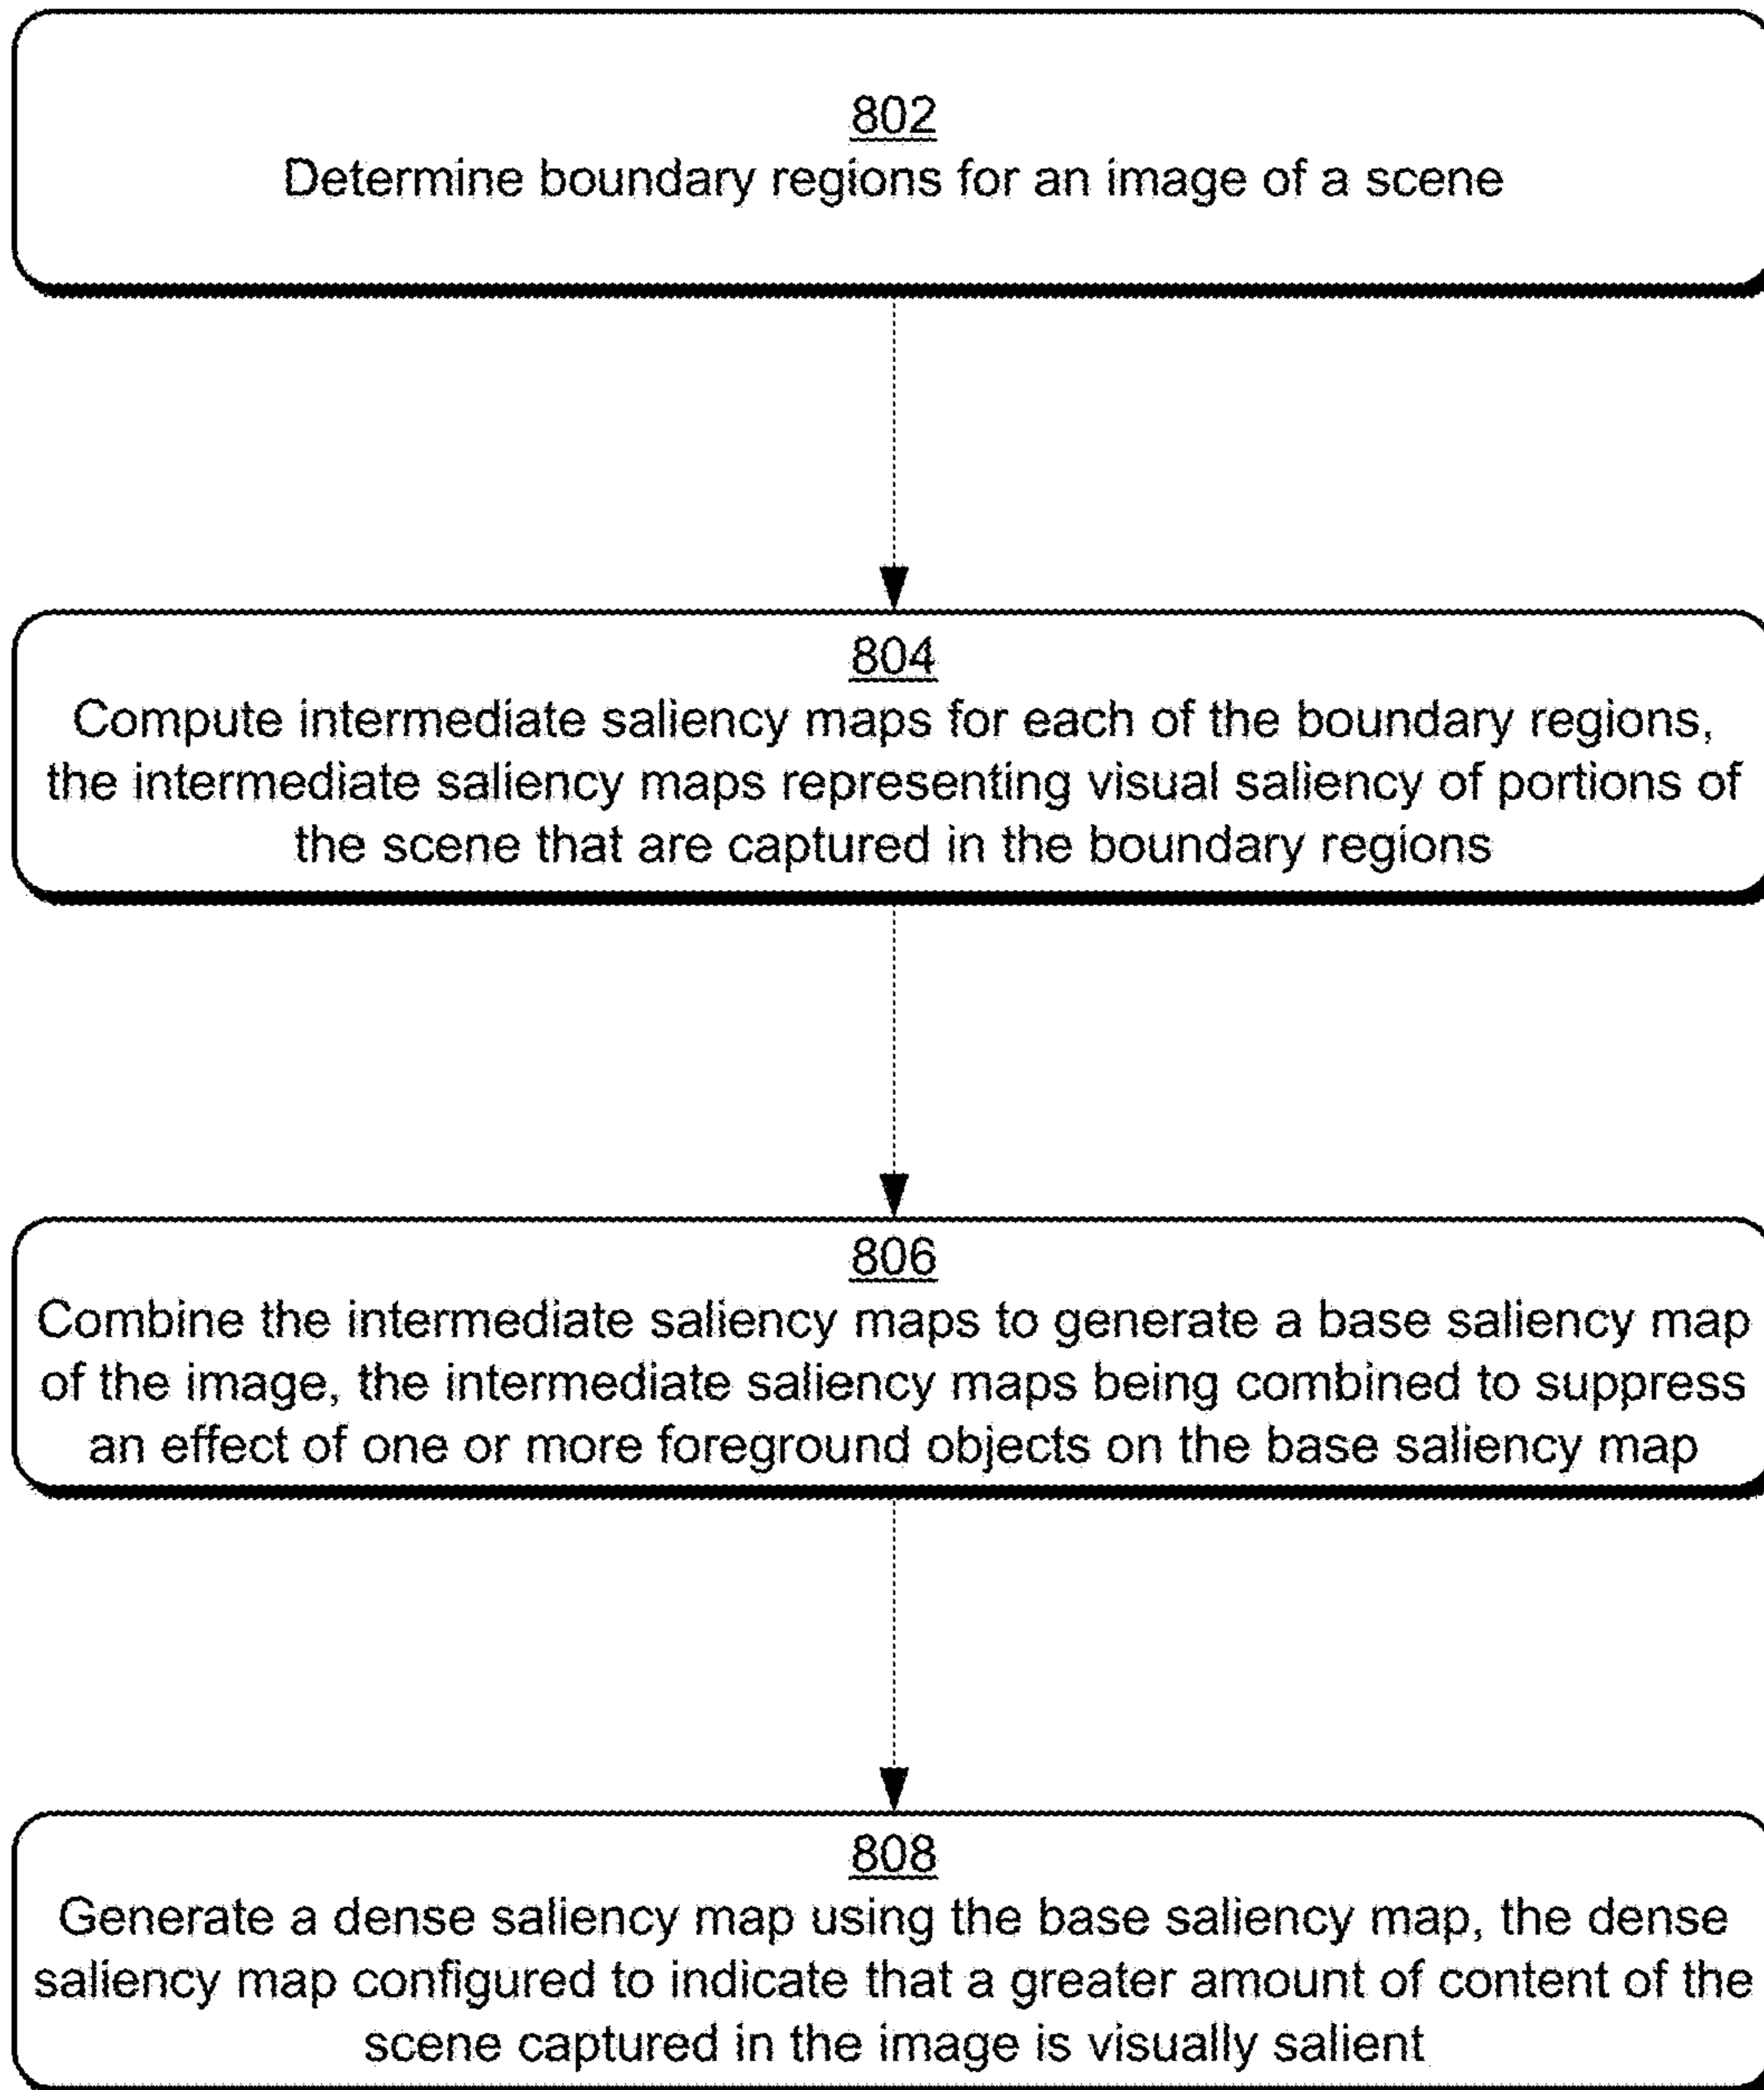 802
Determine boundary regions for an image of a scene
804
Compute intermediate saliency maps for each of the boundary regions,
the intermediate saliency maps representing visual saliency of portions of
the scene that are captured in the boundary regions
806
Combine the intermediate saliency maps to generate a base saliency map
of the image, the intermediate saliency maps being combined to suppress
an effect of one or more foreground objects on the base saliency map
808
Generate a dense saliency map using the base saliency map, the dense
saliency map configured to indicate that a greater amount of content of the
scene captured in the image is visually salient